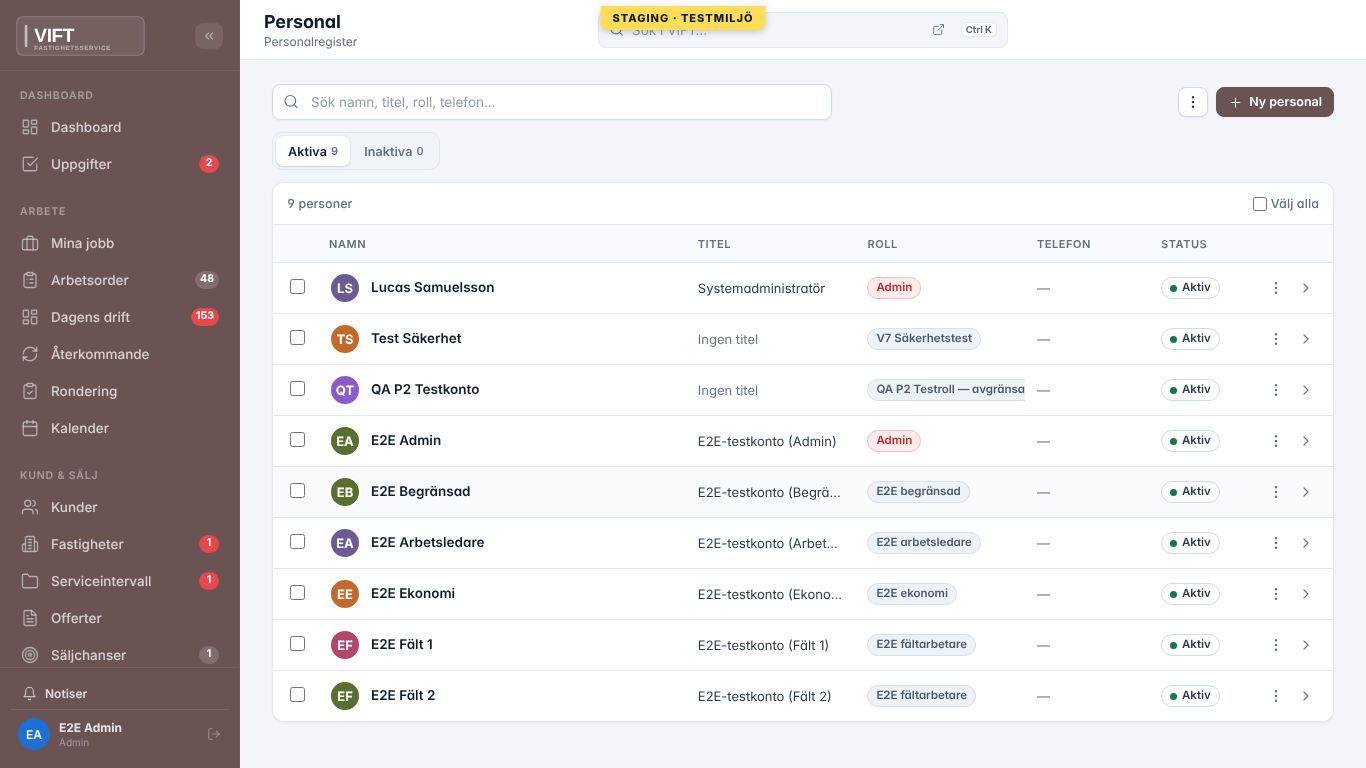 VIFT
FASTIGHETSSERVICE
DASHBOARD
Dashboard
Uppgifter 2
ARBETE
Mina jobb
Arbetsorder 48
Dagens drift 153
Återkommande
Rondering
Kalender
KUND & SÄLJ
Kunder
Fastigheter 1
Serviceintervall 1
Offerter
Säljchanser 1
Notiser
EA E2E Admin
Admin
Personal
Personalregister
STAGING · TESTMILJÖ
Sök i VIFT... Ctrl K
Sök namn, titel, roll, telefon...
Ny personal
Aktiva 9 Inaktiva 0
9 personer Välj alla
NAMN TITEL ROLL TELEFON STATUS
LS Lucas Samuelsson Systemadministratör Admin — Aktiv
TS Test Säkerhet Ingen titel V7 Säkerhetstest — Aktiv
QT QA P2 Testkonto Ingen titel QA P2 Testroll — avgränsa — Aktiv
EA E2E Admin E2E-testkonto (Admin) Admin — Aktiv
EB E2E Begränsad E2E-testkonto (Begrä... E2E begränsad — Aktiv
EA E2E Arbetsledare E2E-testkonto (Arbet... E2E arbetsledare — Aktiv
EE E2E Ekonomi E2E-testkonto (Ekono... E2E ekonomi — Aktiv
EF E2E Fält 1 E2E-testkonto (Fält 1) E2E fältarbetare — Aktiv
EF E2E Fält 2 E2E-testkonto (Fält 2) E2E fältarbetare — Aktiv